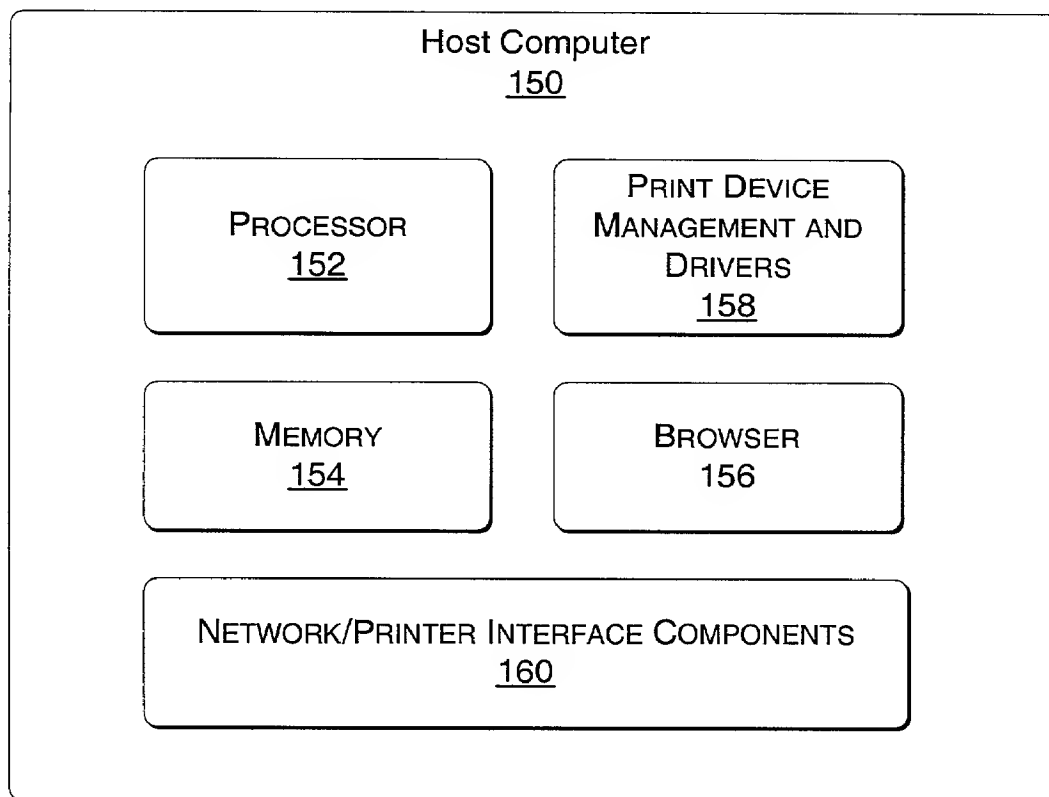 Host Computer
150
PROCESSOR
152
PRINT DEVICE
MANAGEMENT AND
DRIVERS
158
MEMORY
154
BROWSER
156
NETWORK/PRINTER INTERFACE COMPONENTS
160